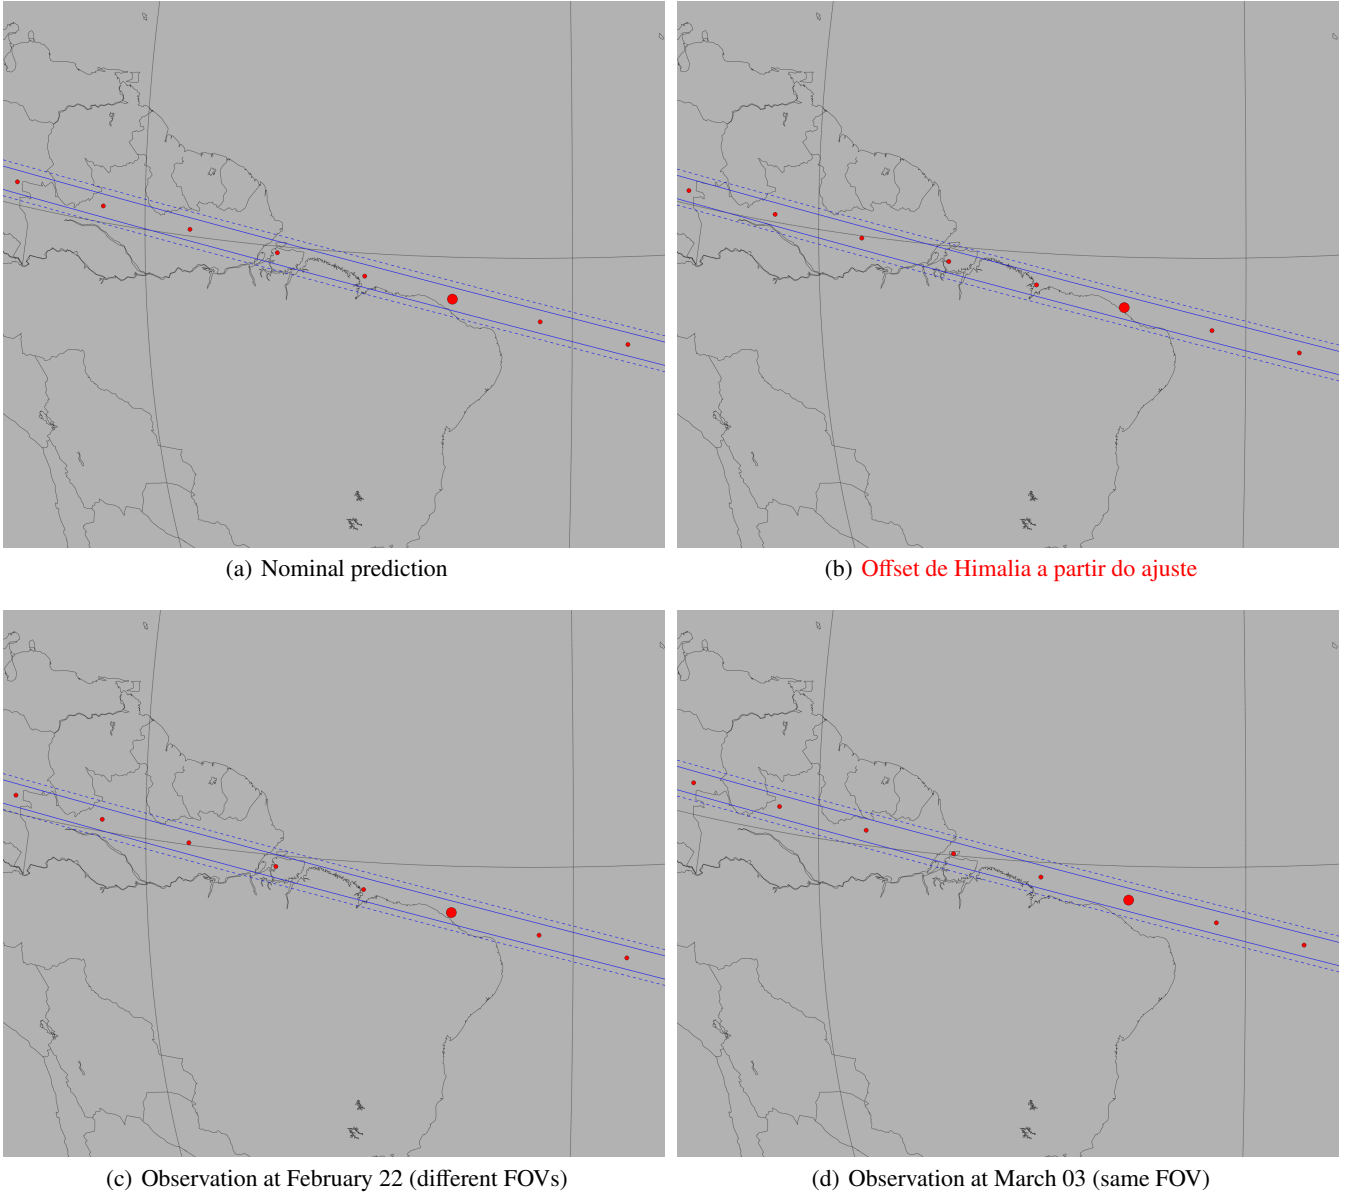 (a) Nominal prediction
(b) Offset de Himalia a partir do ajuste
(c) Observation at February 22 (different FOVs)
(d) Observation at March 03 (same FOV)